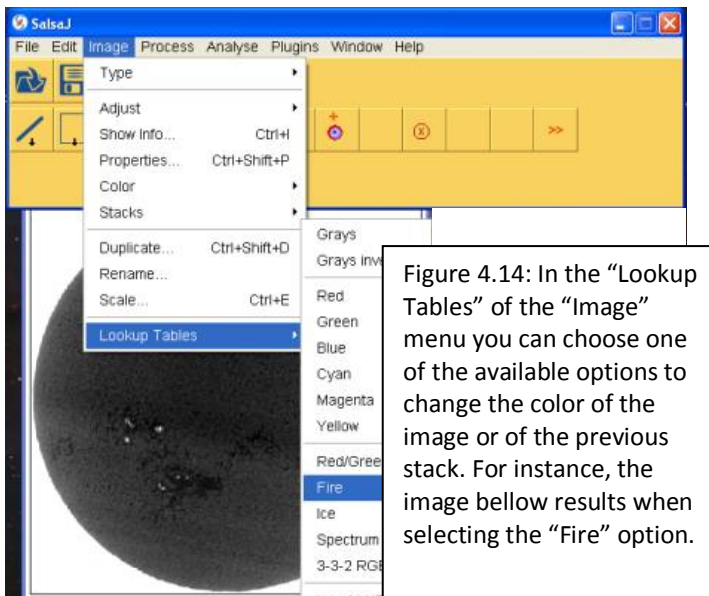 SalsaJ
File Edit Image Process Analyse Plugins Window Help
Type
Adjust
Show Info... Ctrl+I
Properties... Ctrl+Shift+P
Color
Stacks
Duplicate... Ctrl+Shift+D
Rename...
Scale... Ctrl+E
Lookup Tables
>>
Grays
Grays
Red
Green
Blue
Cyan
Magenta
Yellow
Fire
Ice
Spectrum
3-3-2
Figure 4.14: In the “Lookup
Tables” of the “Image”
menu you can choose one
of the available options to
change the color of the
image or of the previous
stack. For instance, the
image bellow results when
selecting the “Fire” option.